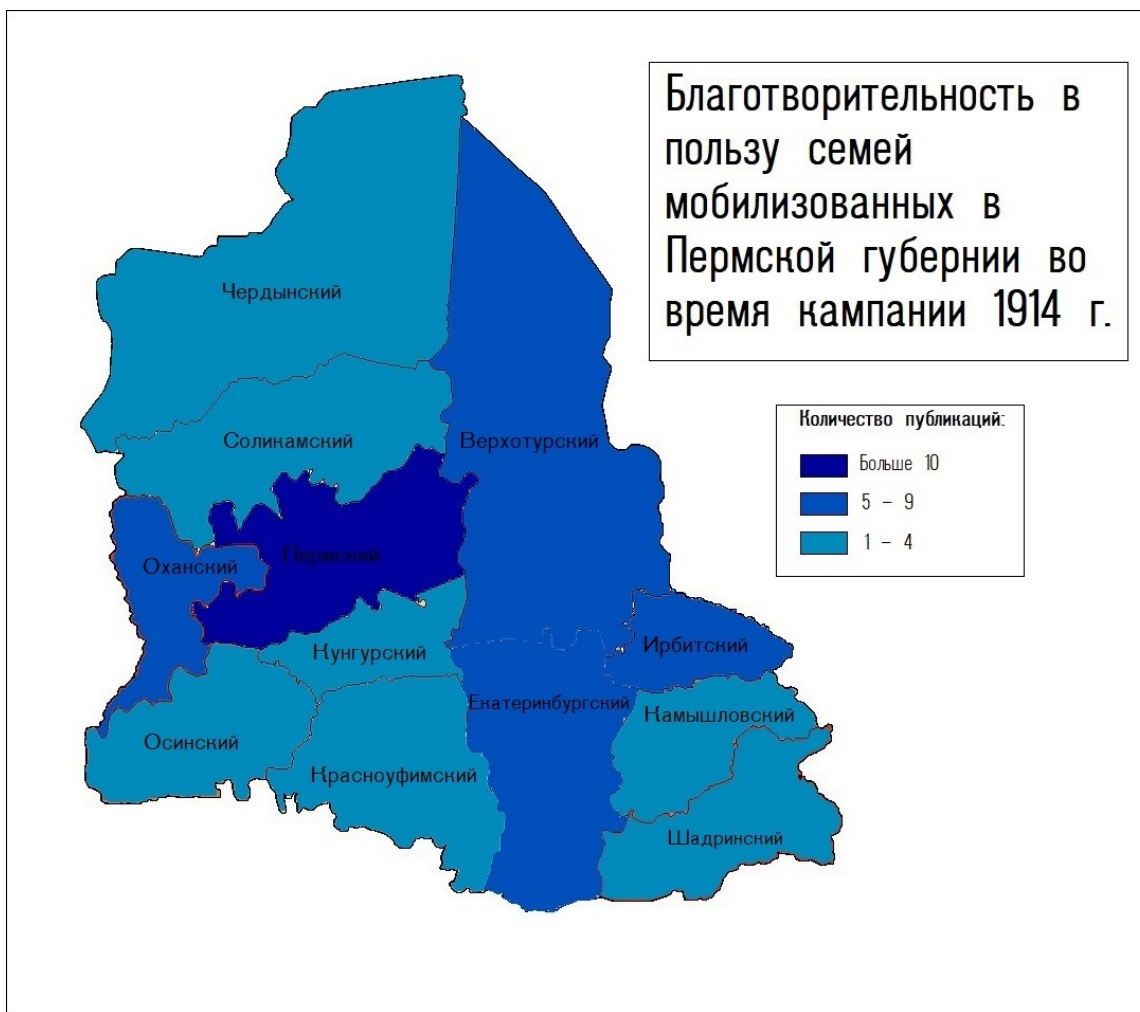 Благотворительность в
пользу семей
мобилизованных в
Пермской губернии во
время кампании 1914 г.
Количество публикаций:
Больше 10
5 – 9
1 – 4
Чердынский
Соликамский
Верхотурский
Пермский
Оханский
Кунгурский
Ирбитский
Екатеринбургский
Камышловский
Осинский
Красноуфимский
Шадринский